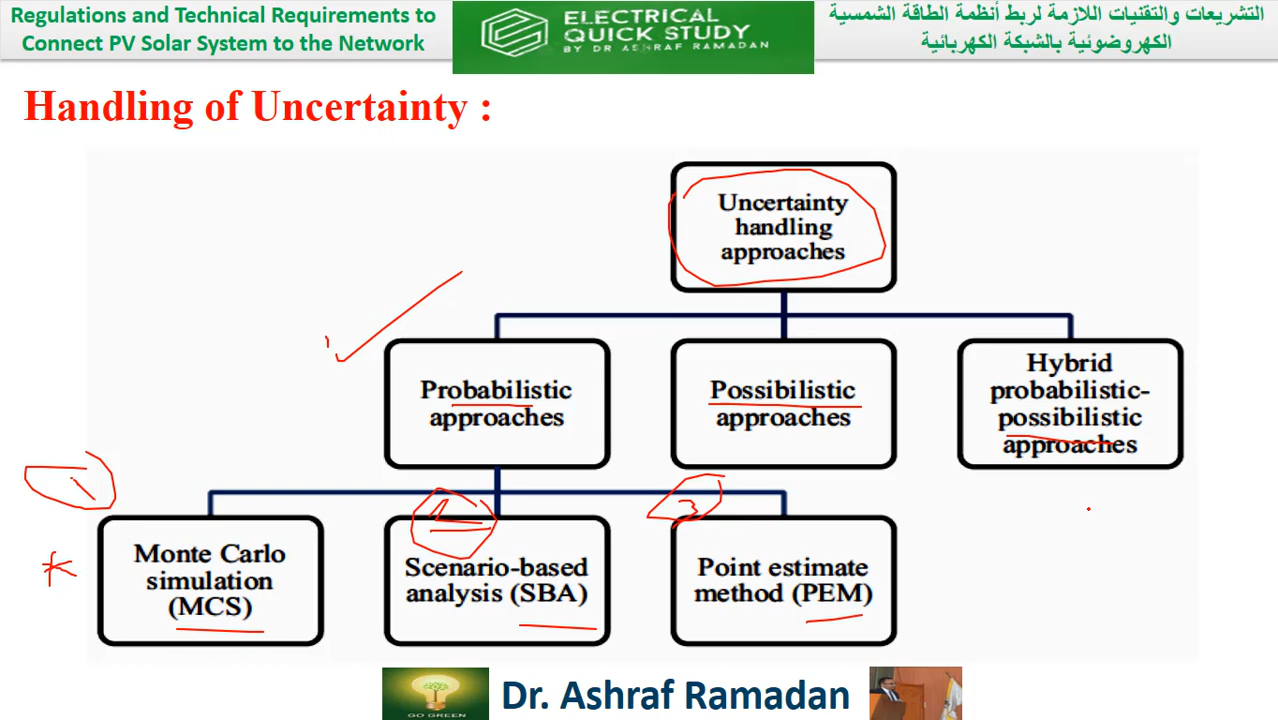 Regulations and Technical Requirements to
Connect PV Solar System to the Network
ELECTRICAL
QUICK STUDY
BY DR ASHRAF RAMADAN
التشريعات والتقنيات اللازمة لربط أنظمة الطاقة الشمسية
الكهروضوئية بالشبكة الكهربائية
Handling of Uncertainty :
Uncertainty
handling
approaches
Probabilistic
approaches
Possibilistic
approaches
Hybrid
probabilistic-
possibilistic
approaches
1
2
3
Monte Carlo
simulation
(MCS)
Scenario-based
analysis (SBA)
Point estimate
method (PEM)
GO GREEN
Dr. Ashraf Ramadan